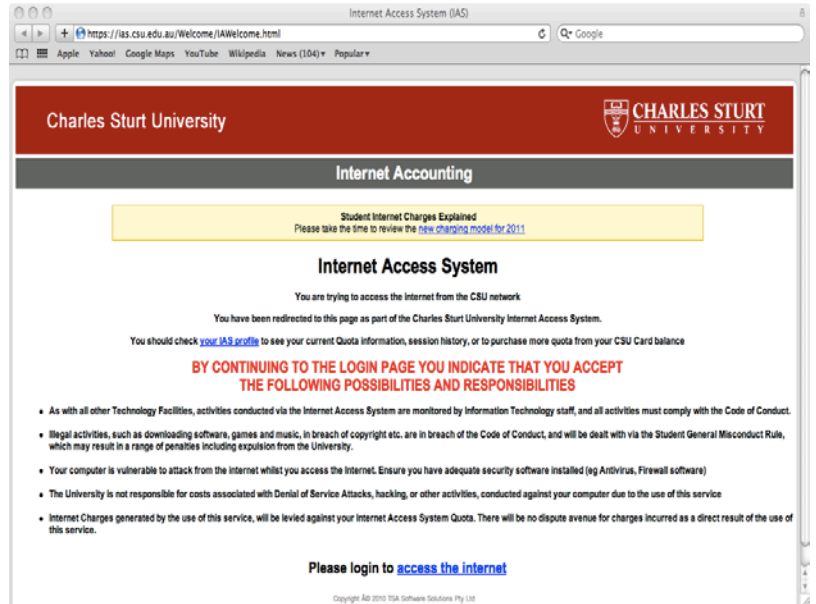 Internet Access System (IAS)
https://ias.csu.edu.au/Welcome/IAWelcome.html
Google
Apple Yahoo! Google Maps YouTube Wikipedia News (104) Popular
Charles Sturt University
CHARLES STURT
UNIVERSITY
Internet Accounting
Student Internet Charges Explained
Please take the time to review the new charging model for 2011
Internet Access System
You are trying to access the internet from the CSU network
You have been redirected to this page as part of the Charles Sturt University Internet Access System.
You should check your IAS profile to see your current Quota information, session history, or to purchase more quota from your CSU Card balance
BY CONTINUING TO THE LOGIN PAGE YOU INDICATE THAT YOU ACCEPT
THE FOLLOWING POSSIBILITIES AND RESPONSIBILITIES
• As with all other Technology Facilities, activities conducted via the Internet Access System are monitored by Information Technology staff, and all activities must comply with the Code of Conduct.
• Illegal activities, such as downloading software, games and music, in breach of copyright etc. are in breach of the Code of Conduct, and will be dealt with via the Student General Misconduct Rule,
which may result in a range of penalties including expulsion from the University.
• Your computer is vulnerable to attack from the internet whilst you access the Internet. Ensure you have adequate security software installed (eg Antivirus, Firewall software)
• The University is not responsible for costs associated with Denial of Service Attacks, hacking, or other activities, conducted against your computer due to the use of this service
• Internet Charges generated by the use of this service, will be levied against your Internet Access System Quota. There will be no dispute avenue for charges incurred as a direct result of the use of
this service.
Please login to access the internet
Copyright Â© 2010 TSA Software Solutions Pty Ltd